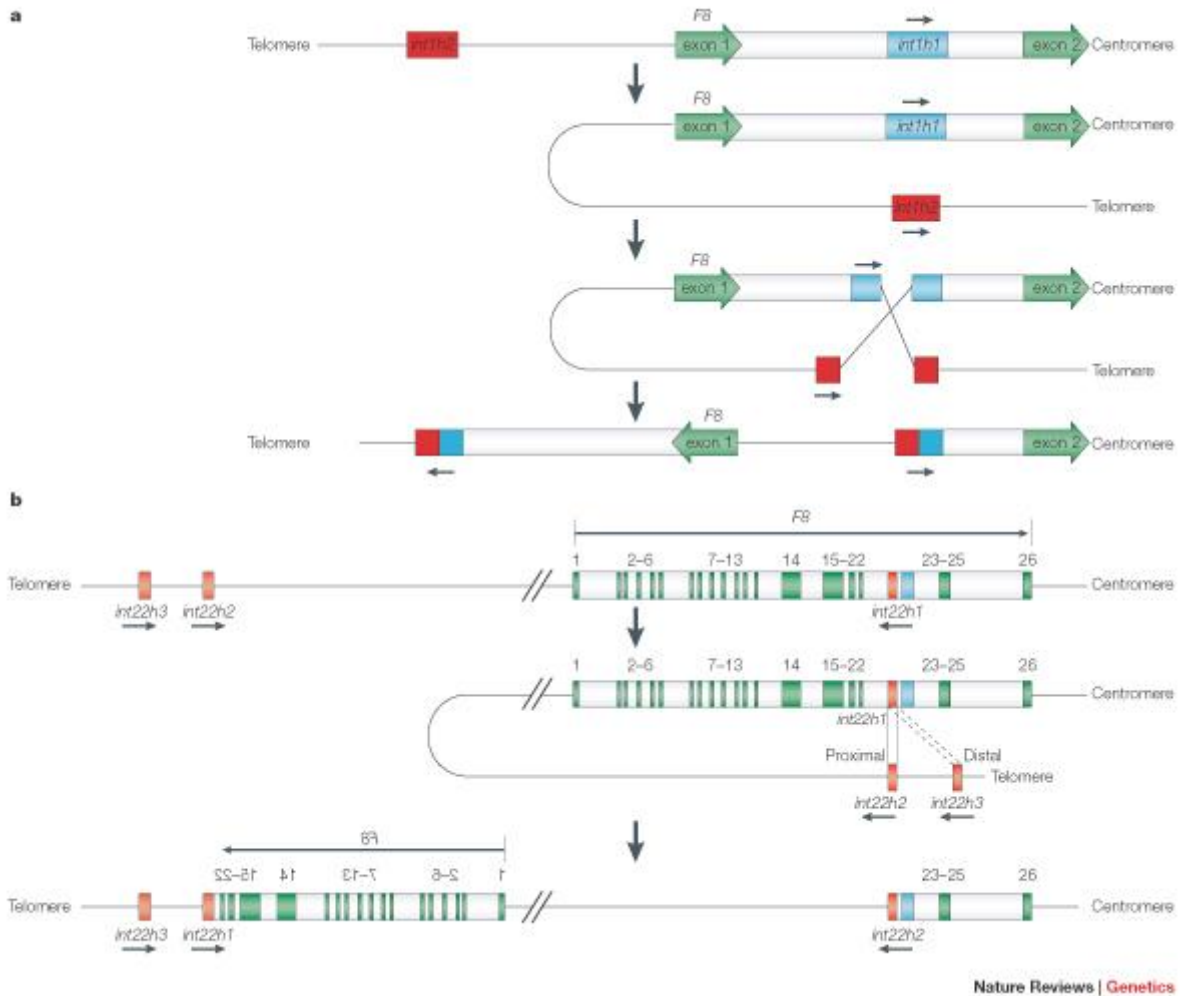 a
F8
Telomere int1h2 exon 1 int1h1 exon 2 Centromere
F8
exon 1 int1h1 exon 2 Centromere
int1h2 Telomere
F8
exon 1 exon 2 Centromere
Telomere
F8
Telomere exon 1 exon 2 Centromere
b
F8
1 2–6 7–13 14 15–22 23–25 26
Telomere Centromere
int22h3 int22h2 int22h1
1 2–6 7–13 14 15–22 23–25 26
Centromere
int22h1
Proximal Distal
Telomere
int22h2 int22h3
F8
15–22 14 7–13 2–6 1 23–25 26
Telomere Centromere
int22h3 int22h1 int22h2
Nature Reviews | Genetics